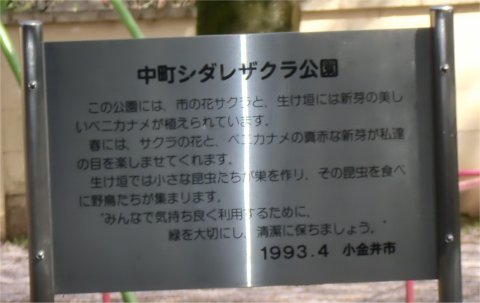 中町シダレザクラ公園
この公園には、市の花サクラと、生け垣には新芽の美し
いベニカナメが植えられています。
春には、サクラの花と、ベニカナメの真赤な新芽が私達
の目を楽しませてくれます。
生け垣では小さな昆虫たちが巣を作り、その昆虫を食べ
に野鳥たちが集まります。
"みんなで気持ち良く利用するために、
緑を大切にし、清潔に保ちましょう。"
1993.4 小金井市